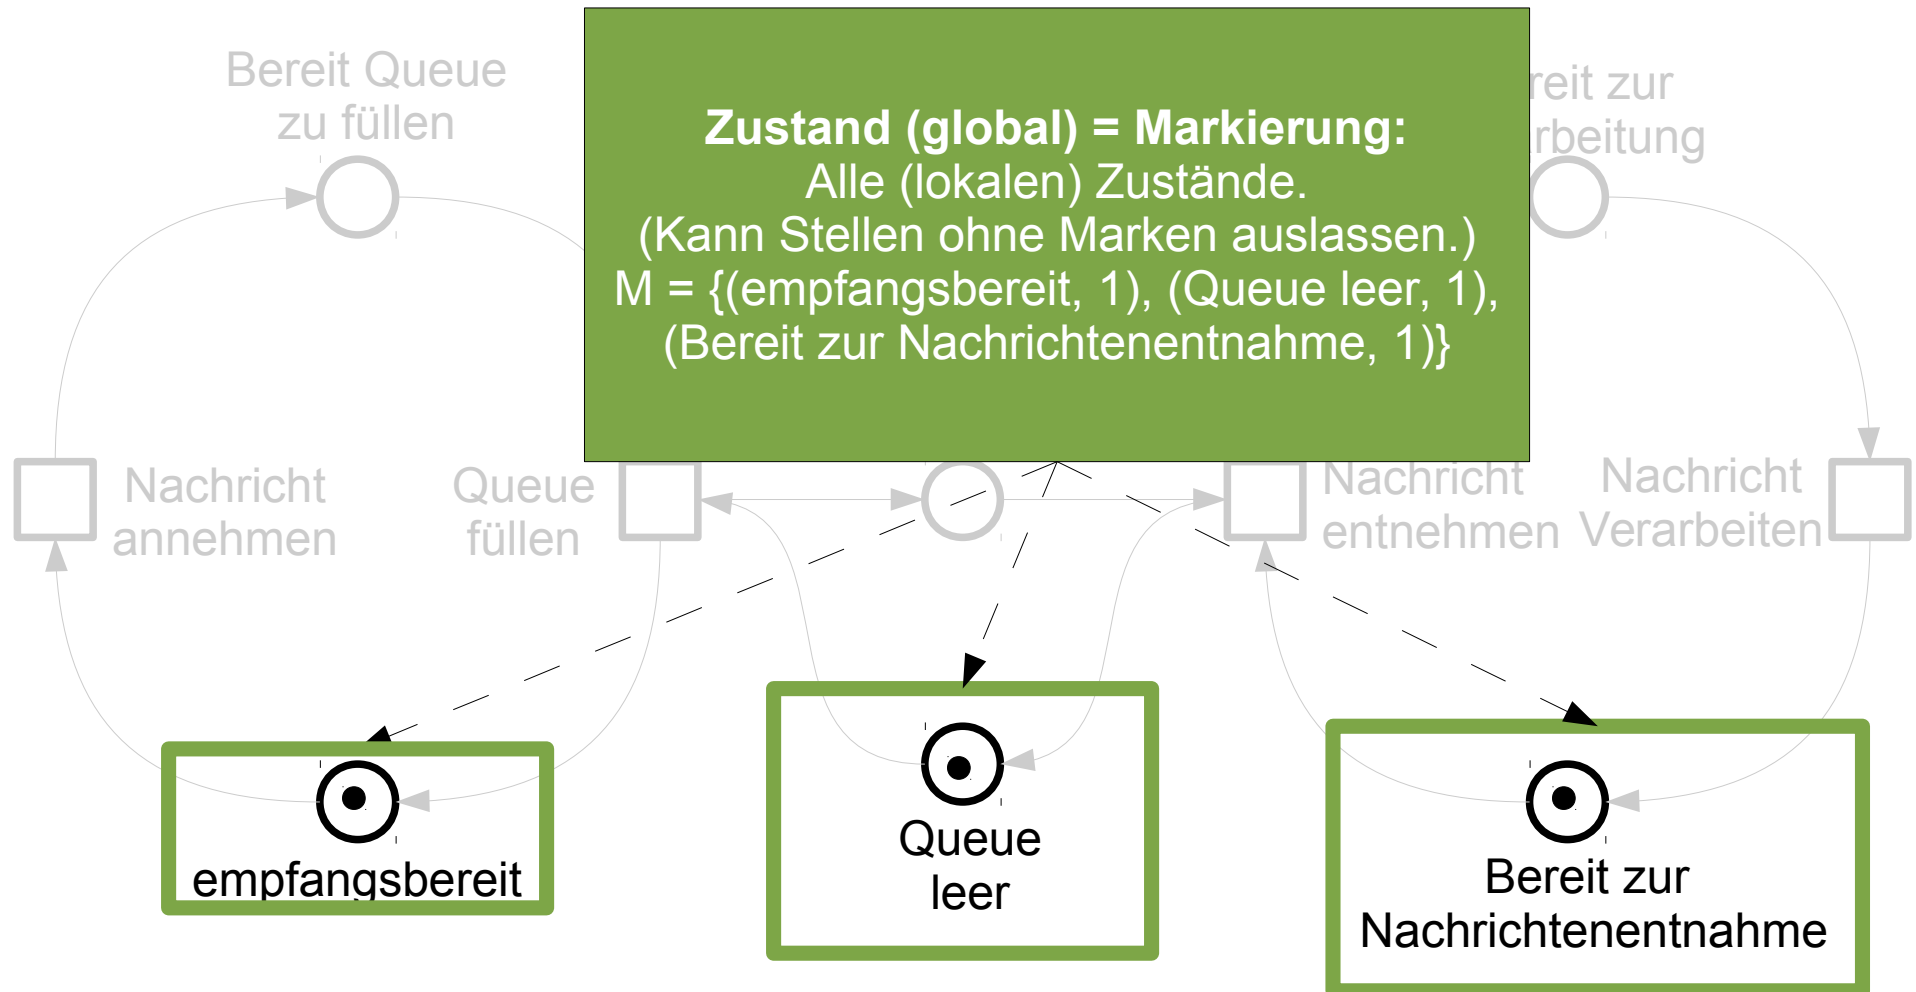 Bereit Queue
zu füllen
Zustand (global) = Markierung:
Alle (lokalen) Zustände.
(Kann Stellen ohne Marken auslassen.)
M = {(empfangsbereit, 1), (Queue leer, 1),
(Bereit zur Nachrichtenentnahme, 1)}
zur
Nachricht
annehmen
Queue
füllen
Nachricht
entnehmen
Nachricht
Verarbeiten
empfangsbereit
Queue
leer
Bereit zur
Nachrichtenentnahme